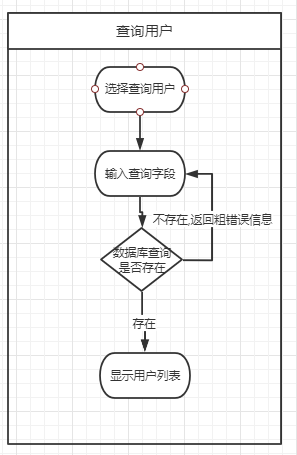 查询用户
选择查询用户
输入查询字段
不存在,返回粗错误信息
数据库查询
是否存在
存在
显示用户列表